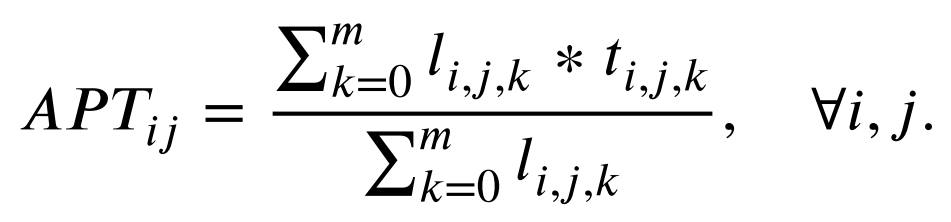 $$APT_{ij} = \frac{\sum_{k=0}^{m} l_{i,j,k} * t_{i,j,k}}{\sum_{k=0}^{m} l_{i,j,k}}, \quad \forall i, j.$$